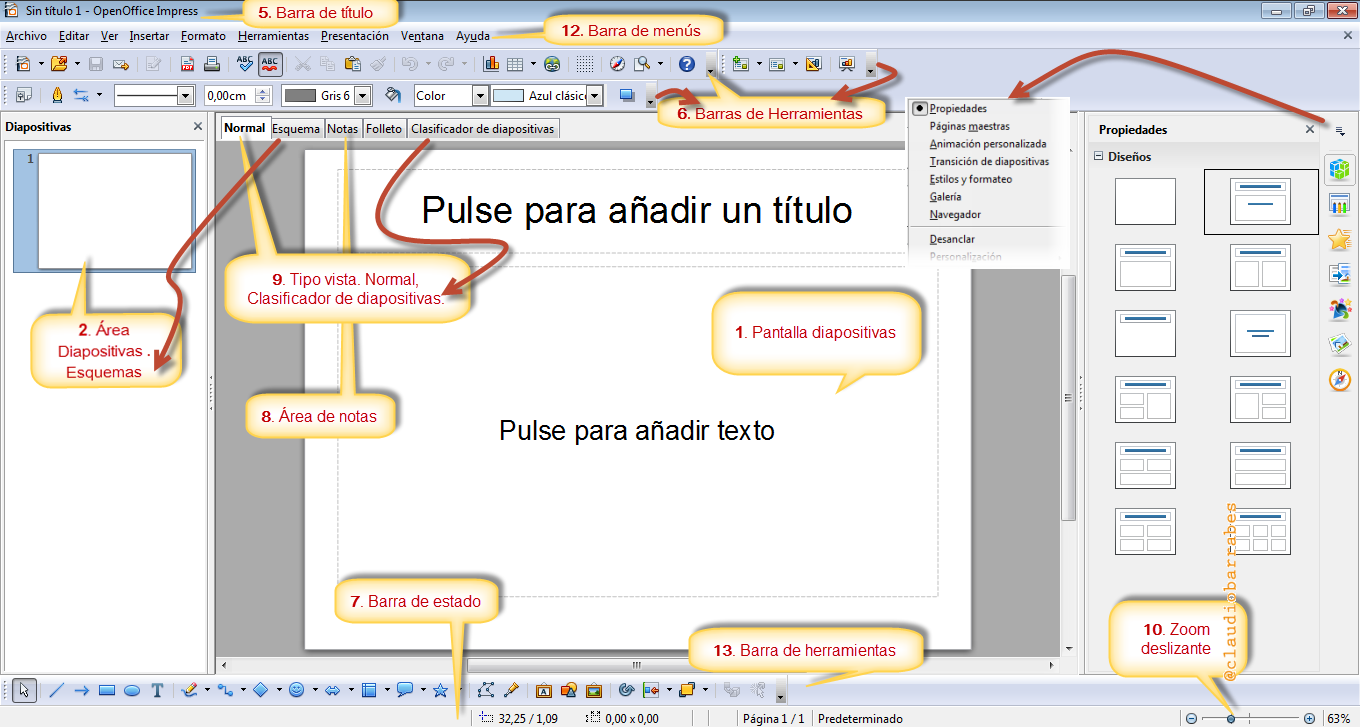 Sin título 1 - OpenOffice Impress
5. Barra de título
Archivo Editar Ver Insertar Formato Herramientas Presentación Ventana Ayuda
12. Barra de menús
ABC ABC
0,00cm Gris 6 Color Azul clásico
6. Barras de Herramientas
Diapositivas
Normal Esquema Notas Folleto Clasificador de diapositivas
Propiedades
Páginas maestras
Animación personalizada
Transición de diapositivas
Estilos y formateo
Galería
Navegador
Desanclar
Personalización
Propiedades
Diseños
1
Pulse para añadir un título
9. Tipo vista. Normal,
Clasificador de diapositivas.
2. Área
Diapositivas .
Esquemas
1. Pantalla diapositivas
8. Área de notas
Pulse para añadir texto
7. Barra de estado
13. Barra de herramientas
10. Zoom
deslizante
@claudiobarrabes
32,25 / 1,09 0,00 x 0,00 Página 1 / 1 Predeterminado 63%